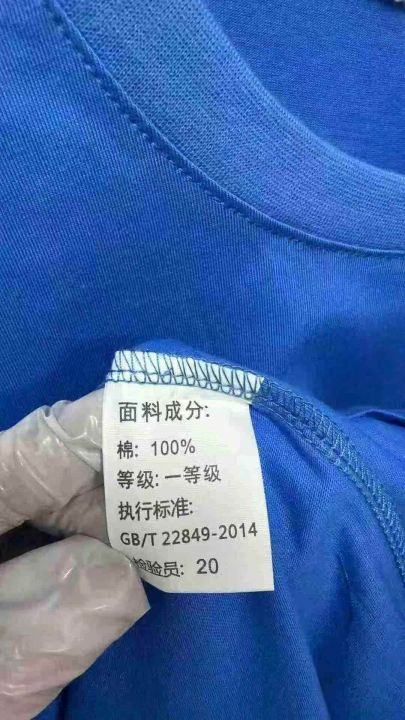 面料成分:
棉: 100%
等级: 一等级
执行标准:
GB/T 22849-2014
检验员: 20